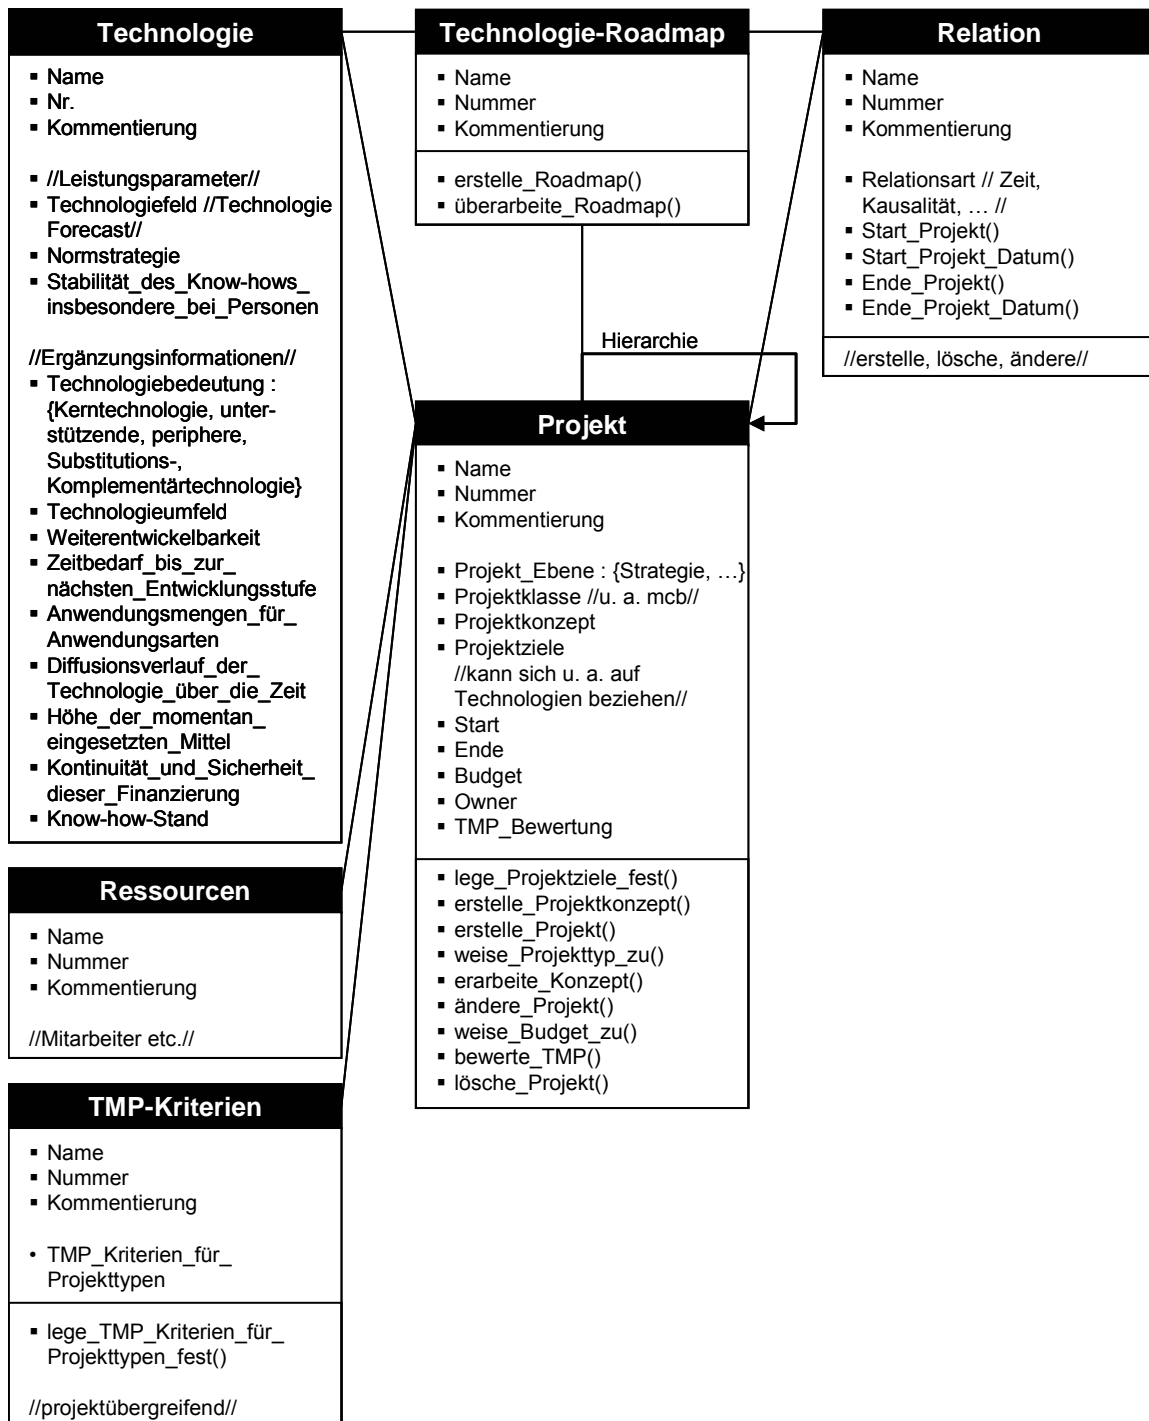 Technologie
▪ Name
▪ Nr.
▪ Kommentierung
▪ //Leistungsparameter//
▪ Technologiefeld //Technologie
Forecast//
▪ Normstrategie
▪ Stabilität_des_Know-hows_
insbesondere_bei_Personen
//Ergänzungsinformationen//
▪ Technologiebedeutung :
{Kerntechnologie, unter-
stützende, periphere,
Substitutions-,
Komplementärtechnologie}
▪ Technologieumfeld
▪ Weiterentwickelbarkeit
▪ Zeitbedarf_bis_zur_
nächsten_Entwicklungsstufe
▪ Anwendungsmengen_für_
Anwendungsarten
▪ Diffusionsverlauf_der_
Technologie_über_die_Zeit
▪ Höhe_der_momentan_
eingesetzten_Mittel
▪ Kontinuität_und_Sicherheit_
dieser_Finanzierung
▪ Know-how-Stand
Ressourcen
▪ Name
▪ Nummer
▪ Kommentierung
//Mitarbeiter etc.//
TMP-Kriterien
▪ Name
▪ Nummer
▪ Kommentierung
• TMP_Kriterien_für_
Projekttypen
▪ lege_TMP_Kriterien_für_
Projekttypen_fest()
//projektübergreifend//
Technologie-Roadmap
▪ Name
▪ Nummer
▪ Kommentierung
▪ erstelle_Roadmap()
▪ überarbeite_Roadmap()
Hierarchie
Projekt
▪ Name
▪ Nummer
▪ Kommentierung
▪ Projekt_Ebene : {Strategie, …}
▪ Projektklasse //u. a. mcb//
▪ Projektkonzept
▪ Projektziele
//kann sich u. a. auf
Technologien beziehen//
▪ Start
▪ Ende
▪ Budget
▪ Owner
▪ TMP_Bewertung
▪ lege_Projektziele_fest()
▪ erstelle_Projektkonzept()
▪ erstelle_Projekt()
▪ weise_Projekttyp_zu()
▪ erarbeite_Konzept()
▪ ändere_Projekt()
▪ weise_Budget_zu()
▪ bewerte_TMP()
▪ lösche_Projekt()
Relation
▪ Name
▪ Nummer
▪ Kommentierung
▪ Relationsart // Zeit,
Kausalität, … //
▪ Start_Projekt()
▪ Start_Projekt_Datum()
▪ Ende_Projekt()
▪ Ende_Projekt_Datum()
//erstelle, lösche, ändere//